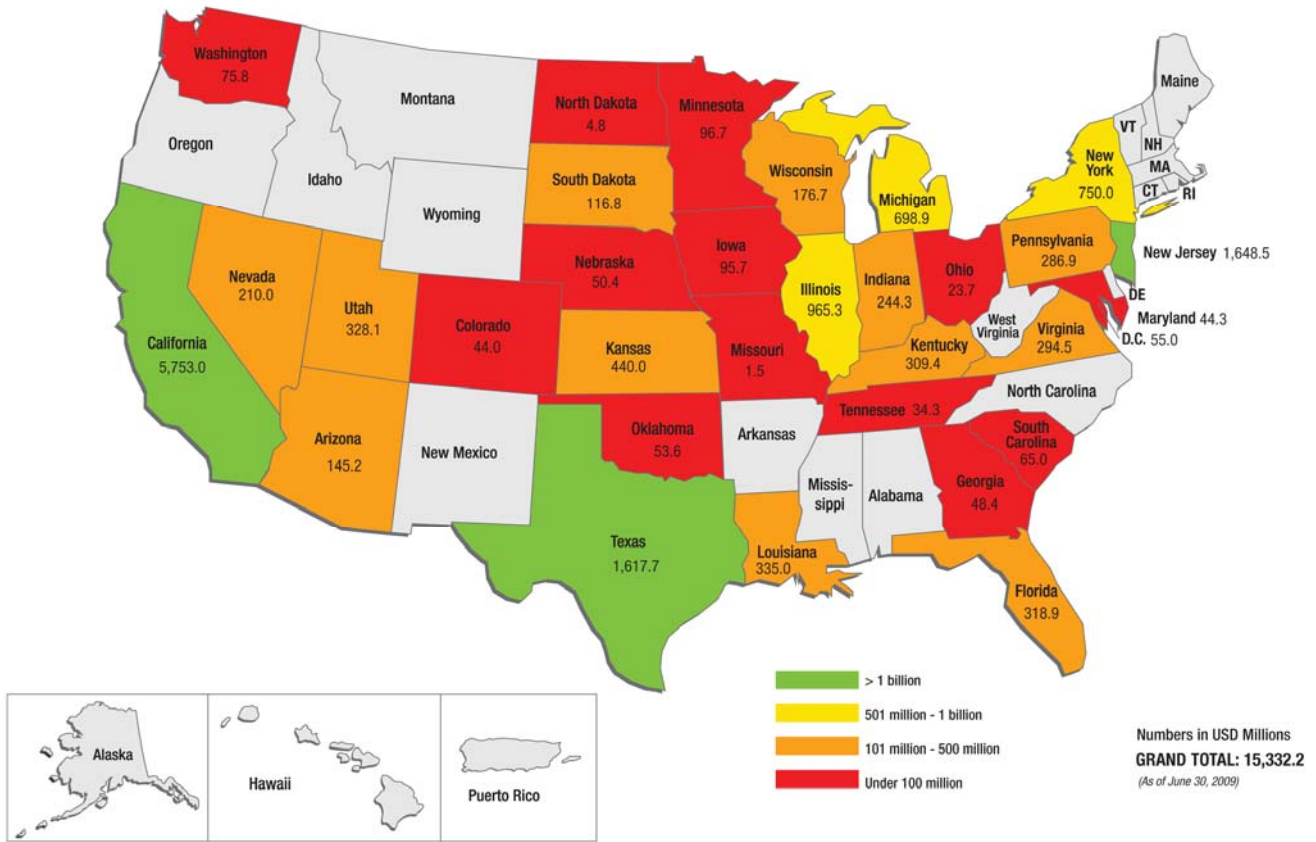 Washington
75.8
Oregon
Idaho
Montana
Wyoming
North Dakota
4.8
South Dakota
116.8
Minnesota
96.7
Wisconsin
176.7
Michigan
698.9
New
York
750.0
Maine
VT
NH
MA
CT
RI
Nevada
210.0
Utah
328.1
California
5,753.0
Colorado
44.0
Nebraska
50.4
Iowa
95.7
Kansas
440.0
Missouri
1.5
Illinois
965.3
Indiana
244.3
Ohio
23.7
Pennsylvania
286.9
New Jersey 1,648.5
DE
Maryland 44.3
D.C. 55.0
West
Virginia
Virginia
294.5
Kentucky
309.4
Tennessee 34.3
North Carolina
South
Carolina
65.0
Georgia
48.4
Arizona
145.2
New Mexico
Oklahoma
53.6
Arkansas
Texas
1,617.7
Louisiana
335.0
Missis-
sippi
Alabama
Florida
318.9
Alaska
Hawaii
Puerto Rico
> 1 billion
501 million - 1 billion
101 million - 500 million
Under 100 million
Numbers in USD Millions
GRAND TOTAL: 15,332.2
(As of June 30, 2009)